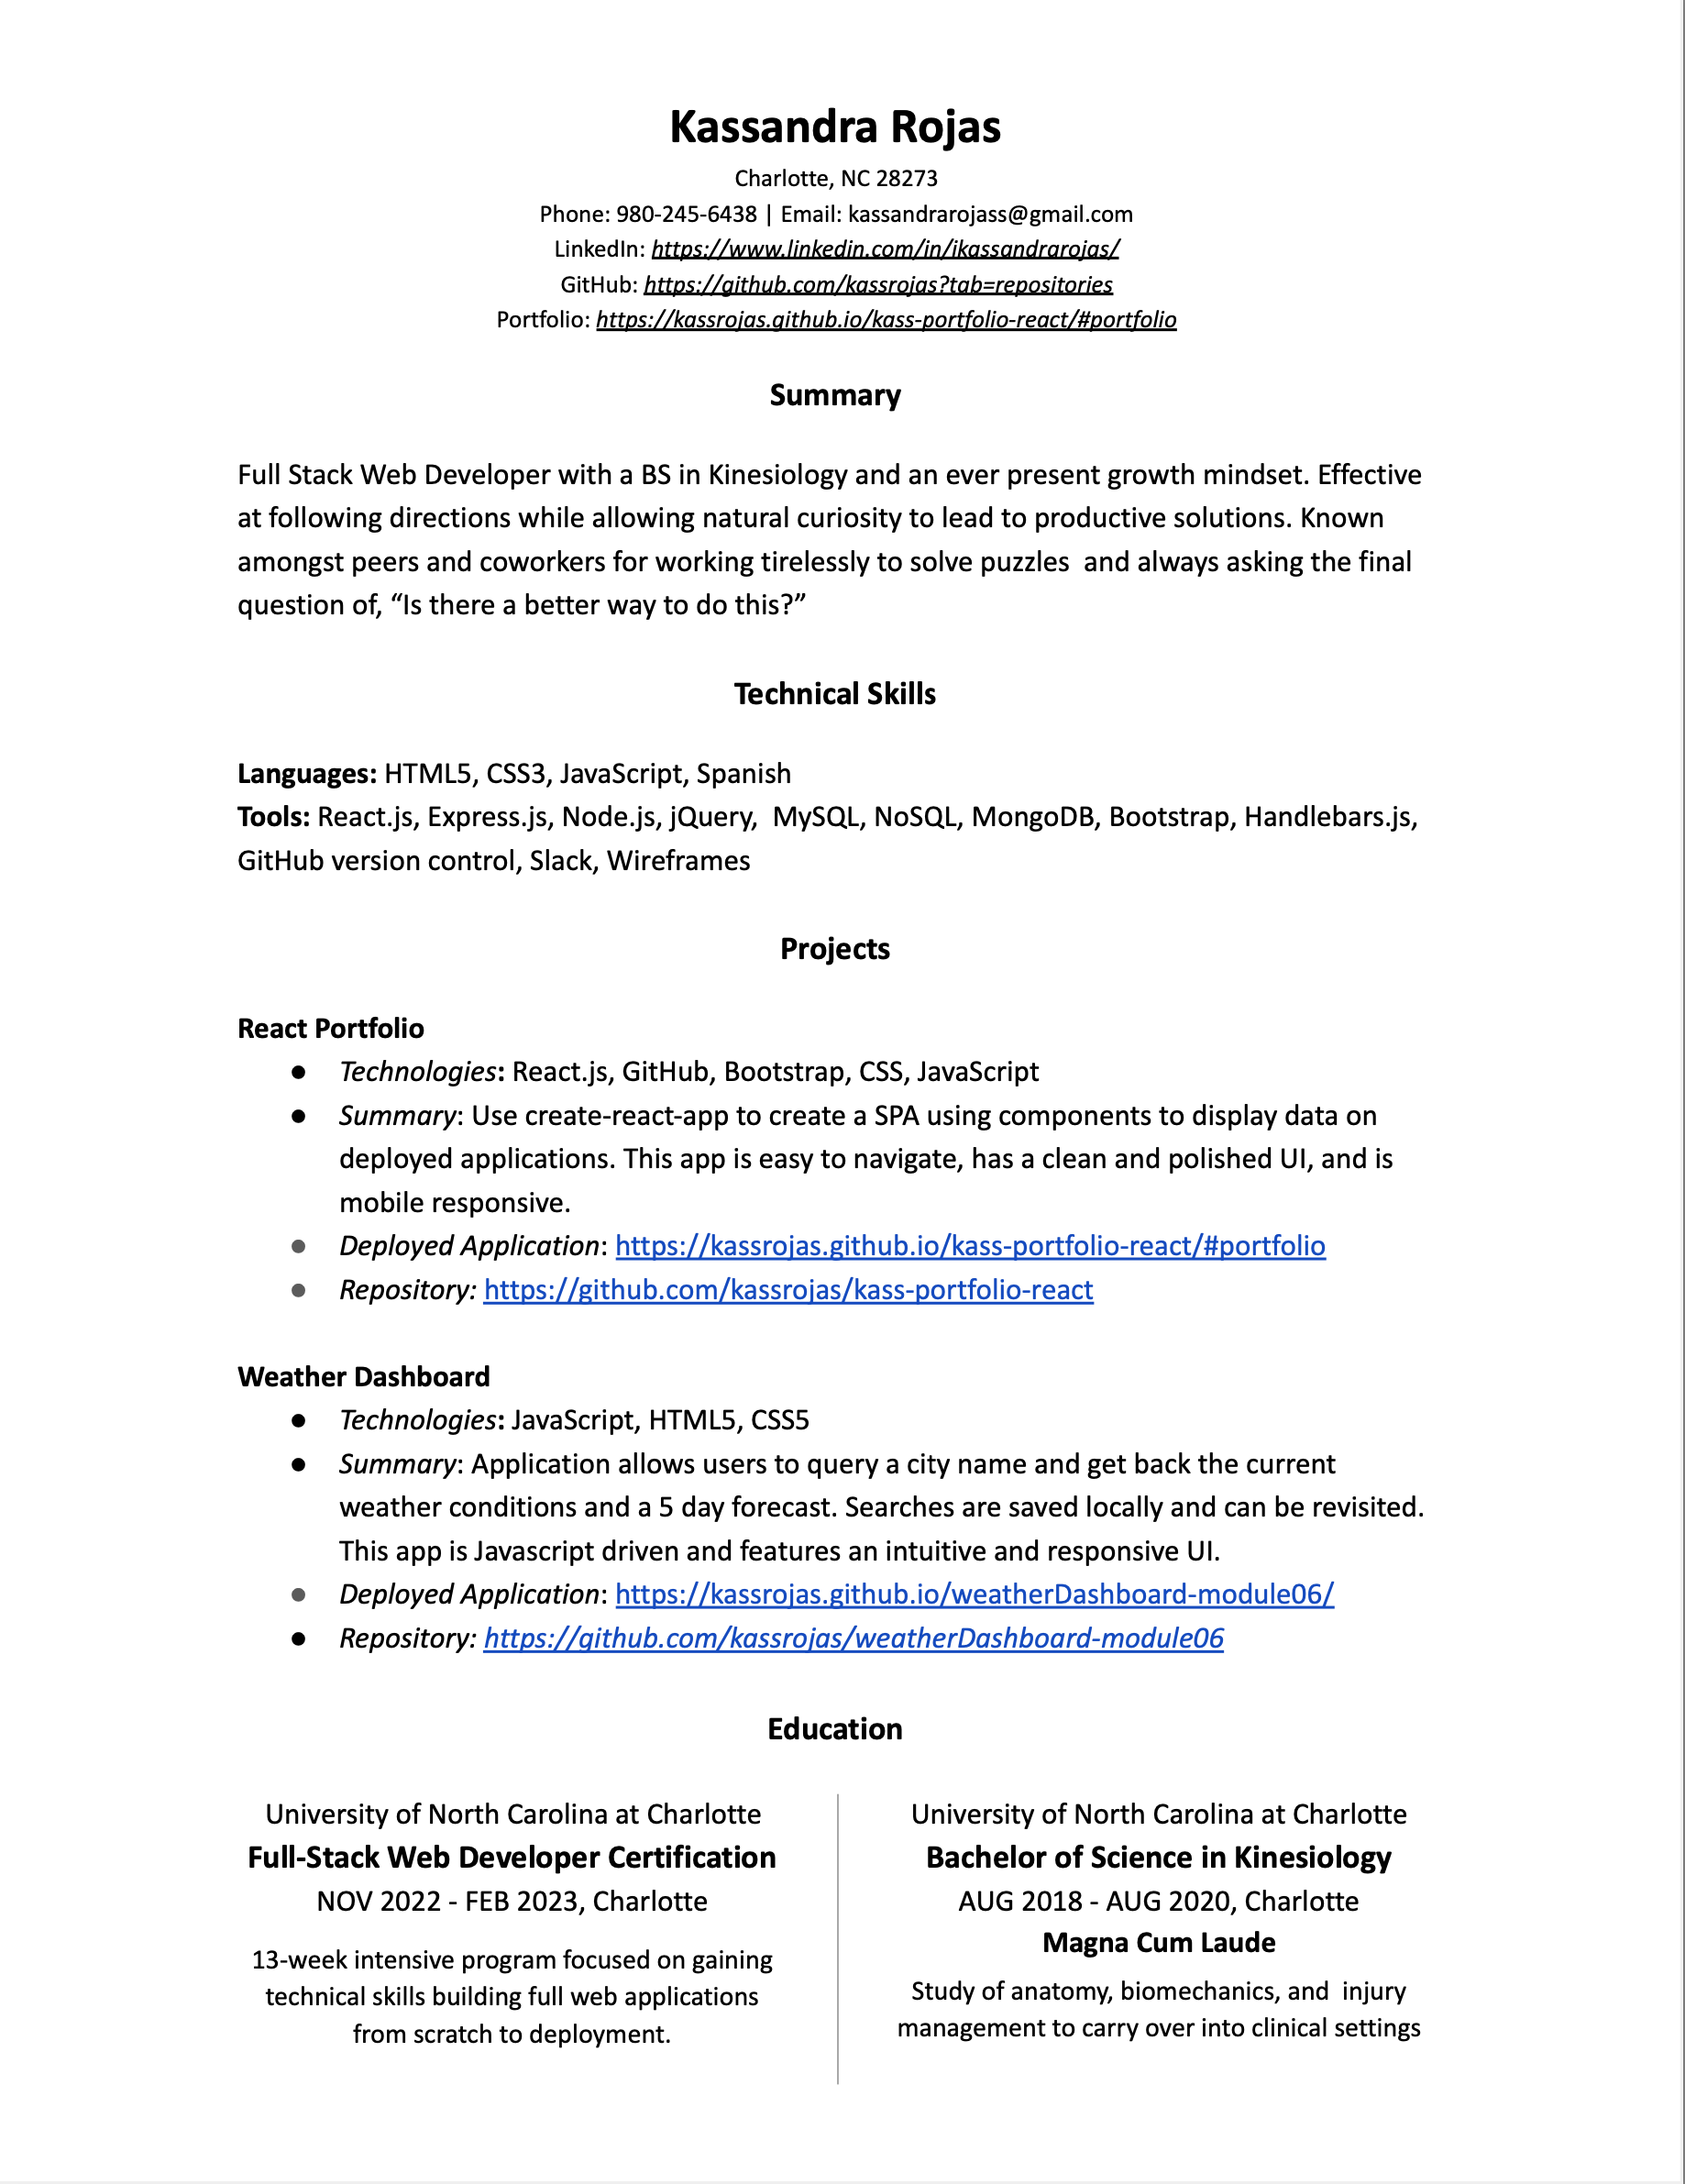 Kassandra Rojas
Charlotte, NC 28273
Phone: 980-245-6438 | Email: kassandrarojass@gmail.com
LinkedIn: https://www.linkedin.com/in/ikassandrarojas/
GitHub: https://github.com/kassrojas?tab=repositories
Portfolio: https://kassrojas.github.io/kass-portfolio-react/#portfolio
Summary
Full Stack Web Developer with a BS in Kinesiology and an ever present growth mindset. Effective
at following directions while allowing natural curiosity to lead to productive solutions. Known
amongst peers and coworkers for working tirelessly to solve puzzles  and always asking the final
question of, “Is there a better way to do this?”
Technical Skills
Languages: HTML5, CSS3, JavaScript, Spanish
Tools: React.js, Express.js, Node.js, jQuery,  MySQL, NoSQL, MongoDB, Bootstrap, Handlebars.js,
GitHub version control, Slack, Wireframes
Projects
React Portfolio
● Technologies: React.js, GitHub, Bootstrap, CSS, JavaScript
● Summary: Use create-react-app to create a SPA using components to display data on
deployed applications. This app is easy to navigate, has a clean and polished UI, and is
mobile responsive.
● Deployed Application: https://kassrojas.github.io/kass-portfolio-react/#portfolio
● Repository: https://github.com/kassrojas/kass-portfolio-react
Weather Dashboard
● Technologies: JavaScript, HTML5, CSS5
● Summary: Application allows users to query a city name and get back the current
weather conditions and a 5 day forecast. Searches are saved locally and can be revisited.
This app is Javascript driven and features an intuitive and responsive UI.
● Deployed Application: https://kassrojas.github.io/weatherDashboard-module06/
● Repository: https://github.com/kassrojas/weatherDashboard-module06
Education
University of North Carolina at Charlotte
Full-Stack Web Developer Certification
NOV 2022 - FEB 2023, Charlotte
13-week intensive program focused on gaining
technical skills building full web applications
from scratch to deployment.
University of North Carolina at Charlotte
Bachelor of Science in Kinesiology
AUG 2018 - AUG 2020, Charlotte
Magna Cum Laude
Study of anatomy, biomechanics, and  injury
management to carry over into clinical settings